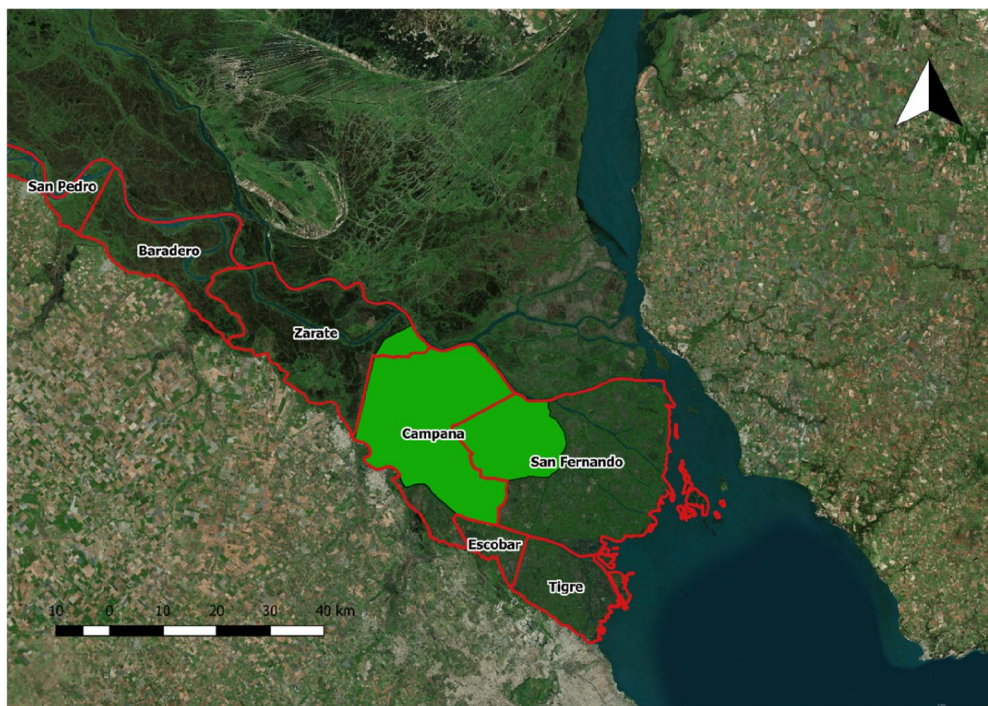 San Pedro
Baradero
Zarate
Campana
San Fernando
Escobar
Tigre
10 0 10 20 30 40 km